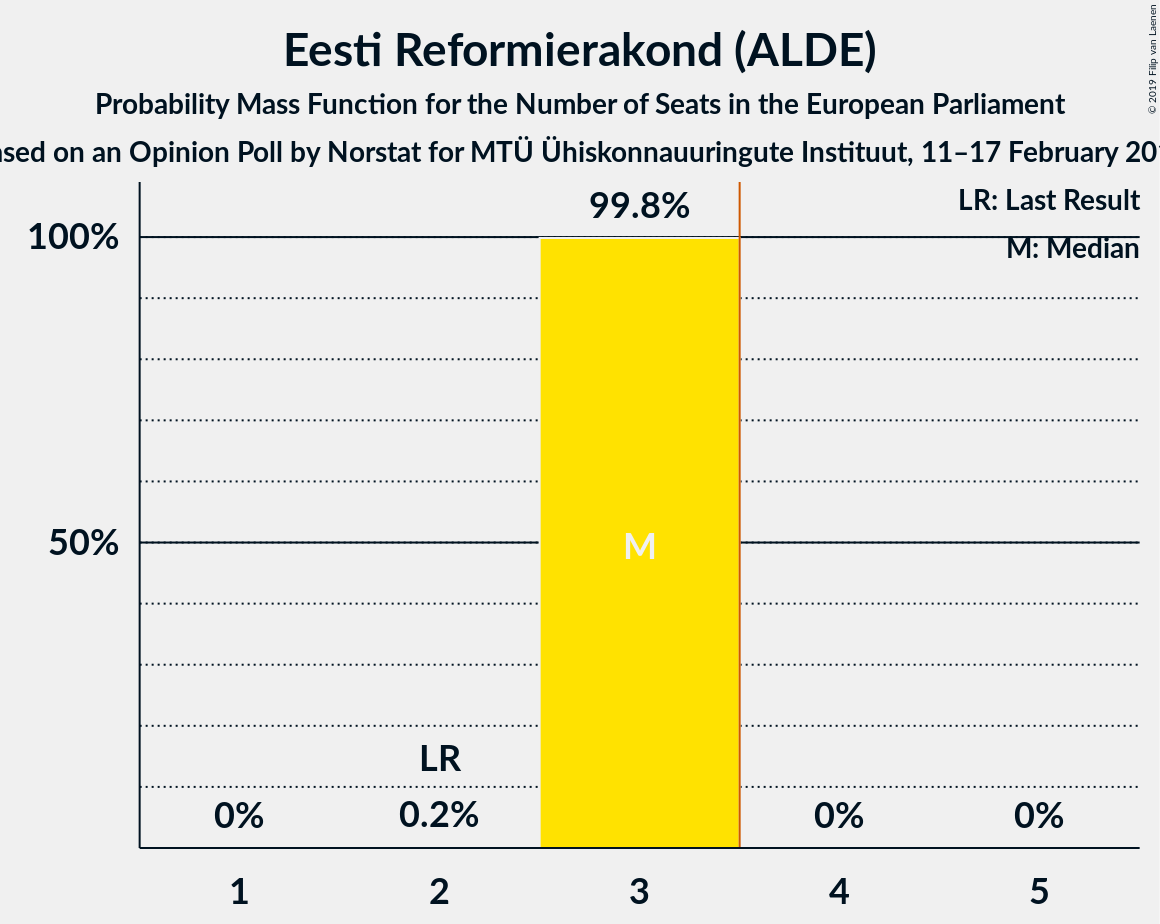 Eesti Reformierakond (ALDE)
Probability Mass Function for the Number of Seats in the European Parliament
on an Opinion Poll by Norstat for MTÜ Ühiskonnauuringute Instituut, 11–17 February
© 2019 Filip van Laenen
LR: Last Result
M: Median
99.8%
100%
50%
M
LR
0%
0.2%
0%
0%
1
2
3
4
5